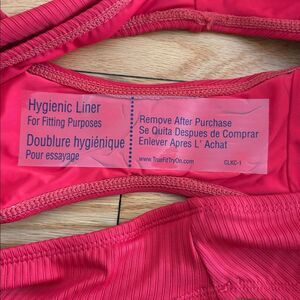 Hygienic Liner
For Fitting Purposes
Doublure hygiénique
Pour essayage
Remove After Purchase
Se Quita Despues de Comprar
Enlever Apres L' Achat
www.TrueFitTryOn.com CLKC-1